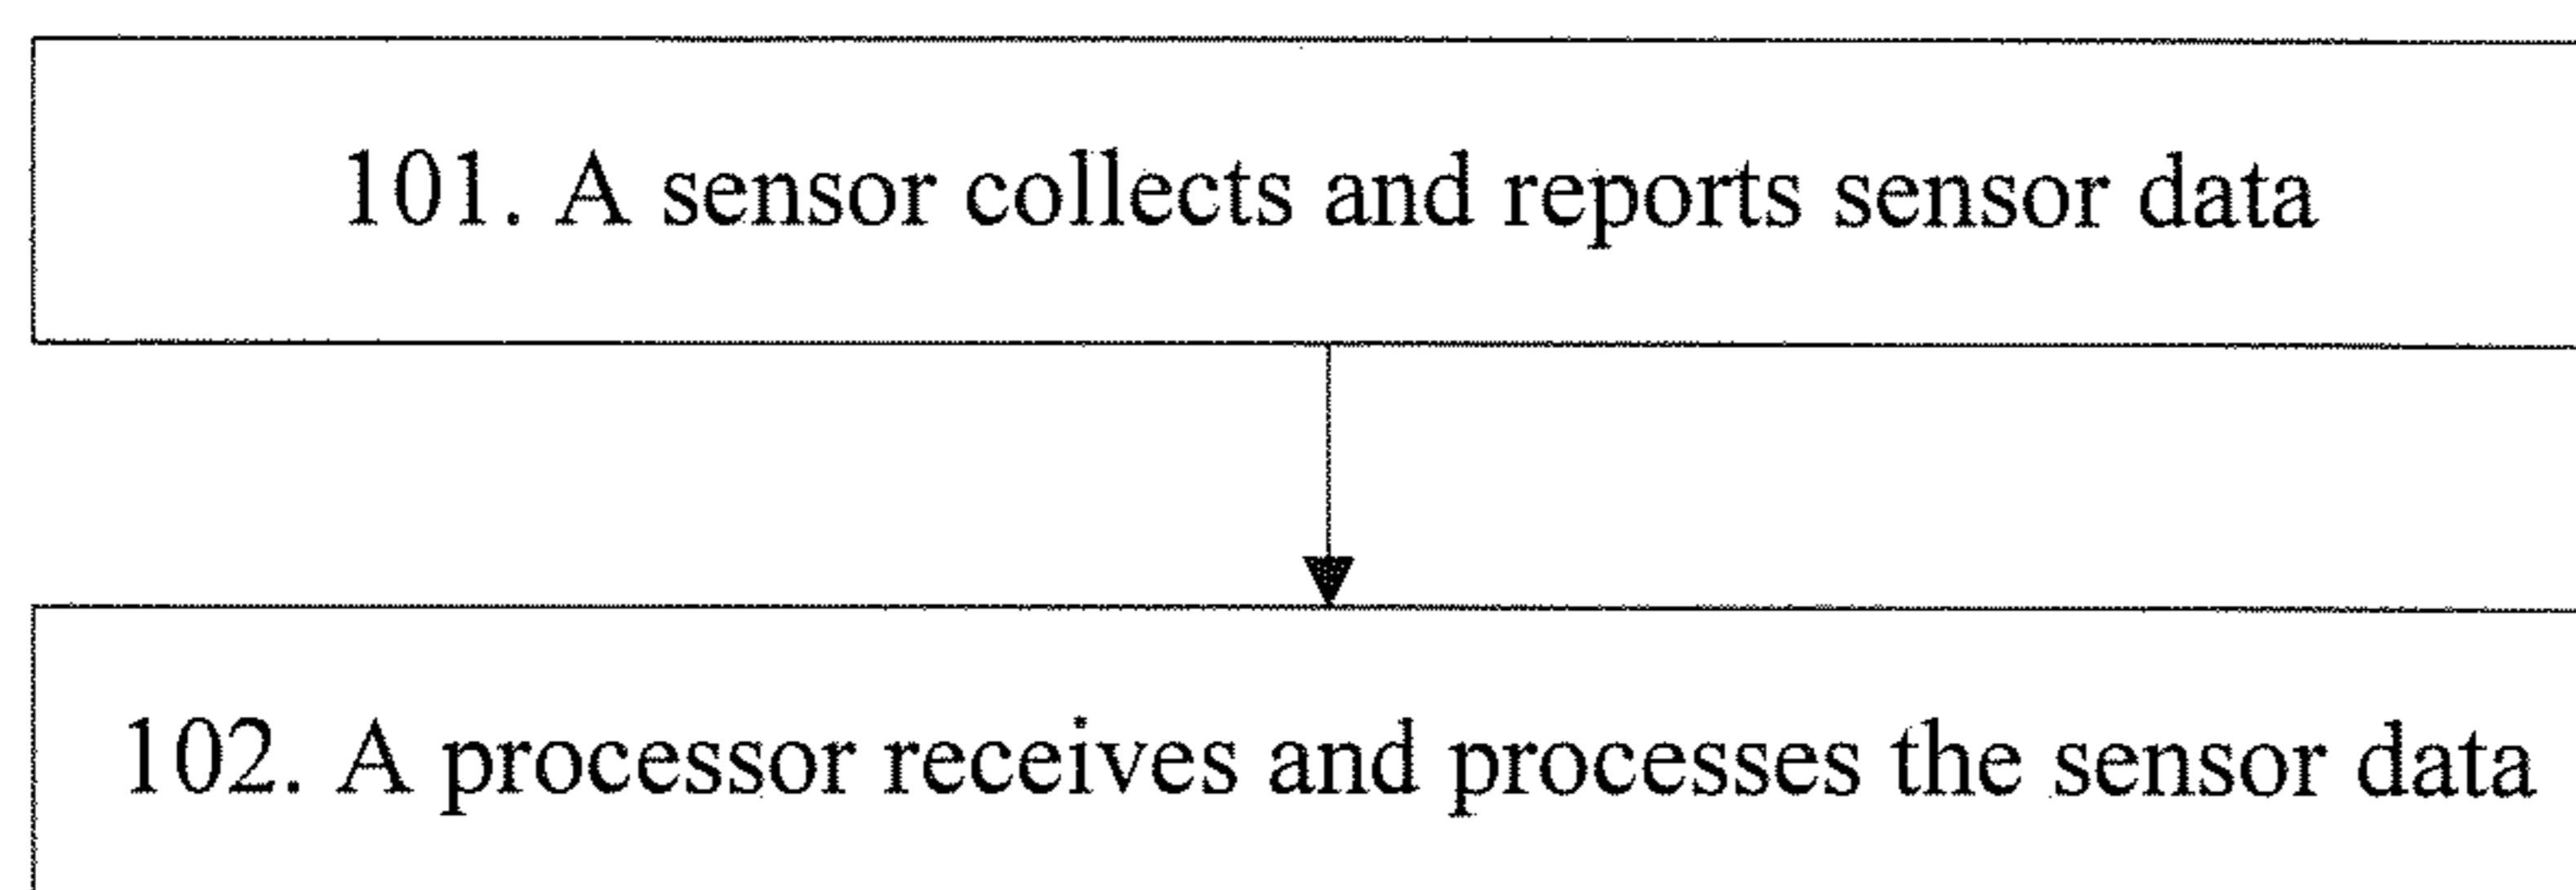 101. A sensor collects and reports sensor data
102. A processor receives and processes the sensor data